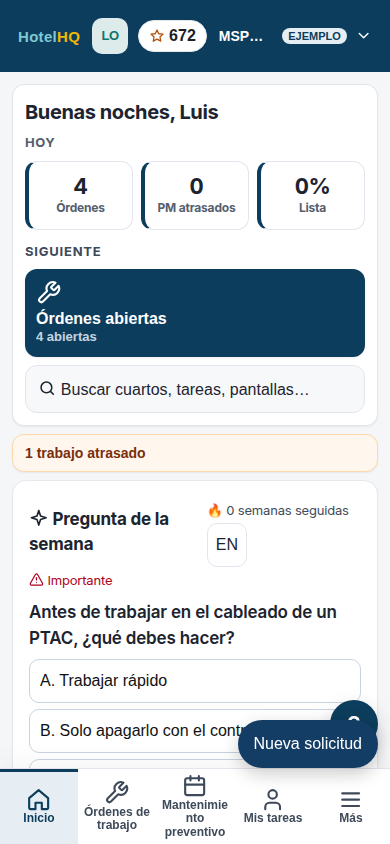 HotelHQ LO 672 MSP… EJEMPLO
Buenas noches, Luis
HOY
4 0 0%
Órdenes PM atrasados Lista
SIGUIENTE
Órdenes abiertas
4 abiertas
Buscar cuartos, tareas, pantallas…
1 trabajo atrasado
Pregunta de la
semana
🔥 0 semanas seguidas
EN
Importante
Antes de trabajar en el cableado de un
PTAC, ¿qué debes hacer?
A. Trabajar rápido
B. Solo apagarlo con el
Nueva solicitud
Inicio
Órdenes de
trabajo
Mantenimie
nto
preventivo
Mis tareas
Más